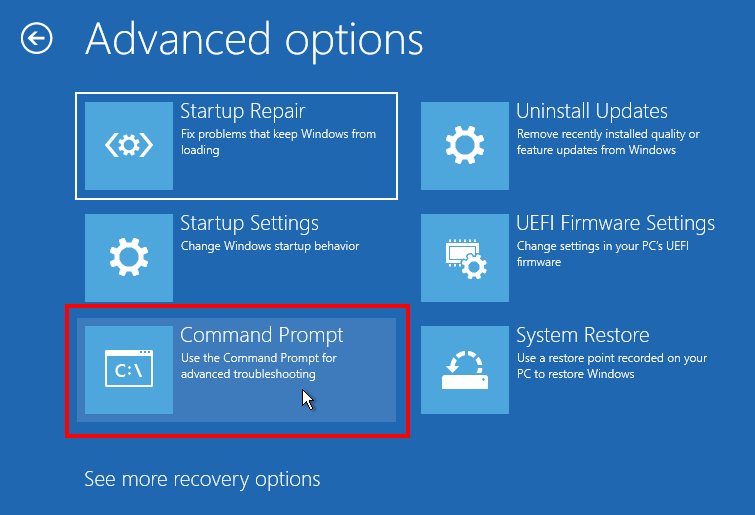 Advanced options
Startup Repair
Fix problems that keep Windows from
loading
Uninstall Updates
Remove recently installed quality or
feature updates from Windows
Startup Settings
Change Windows startup behavior
UEFI Firmware Settings
Change settings in your PC's UEFI
firmware
C:\
Command Prompt
Use the Command Prompt for
advanced troubleshooting
System Restore
Use a restore point recorded on your
PC to restore Windows
See more recovery options